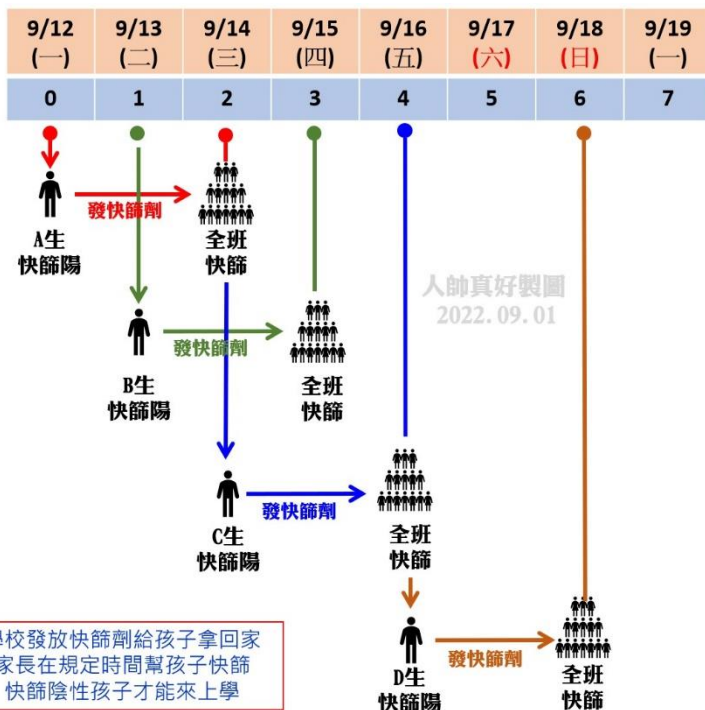 9/12 9/13 9/14 9/15 9/16 9/17 9/18 9/19
(一) (二) (三) (四) (五) (六) (日) (一)
0 1 2 3 4 5 6 7
發快篩劑
A生
快篩陽
全班
快篩
人帥真好製圖
2022.09.01
發快篩劑
B生
快篩陽
全班
快篩
發快篩劑
C生
快篩陽
全班
快篩
發快篩劑
D生
快篩陽
全班
快篩
學校發放快篩劑給孩子拿回家
家長在規定時間幫孩子快篩
快篩陰性孩子才能來上學